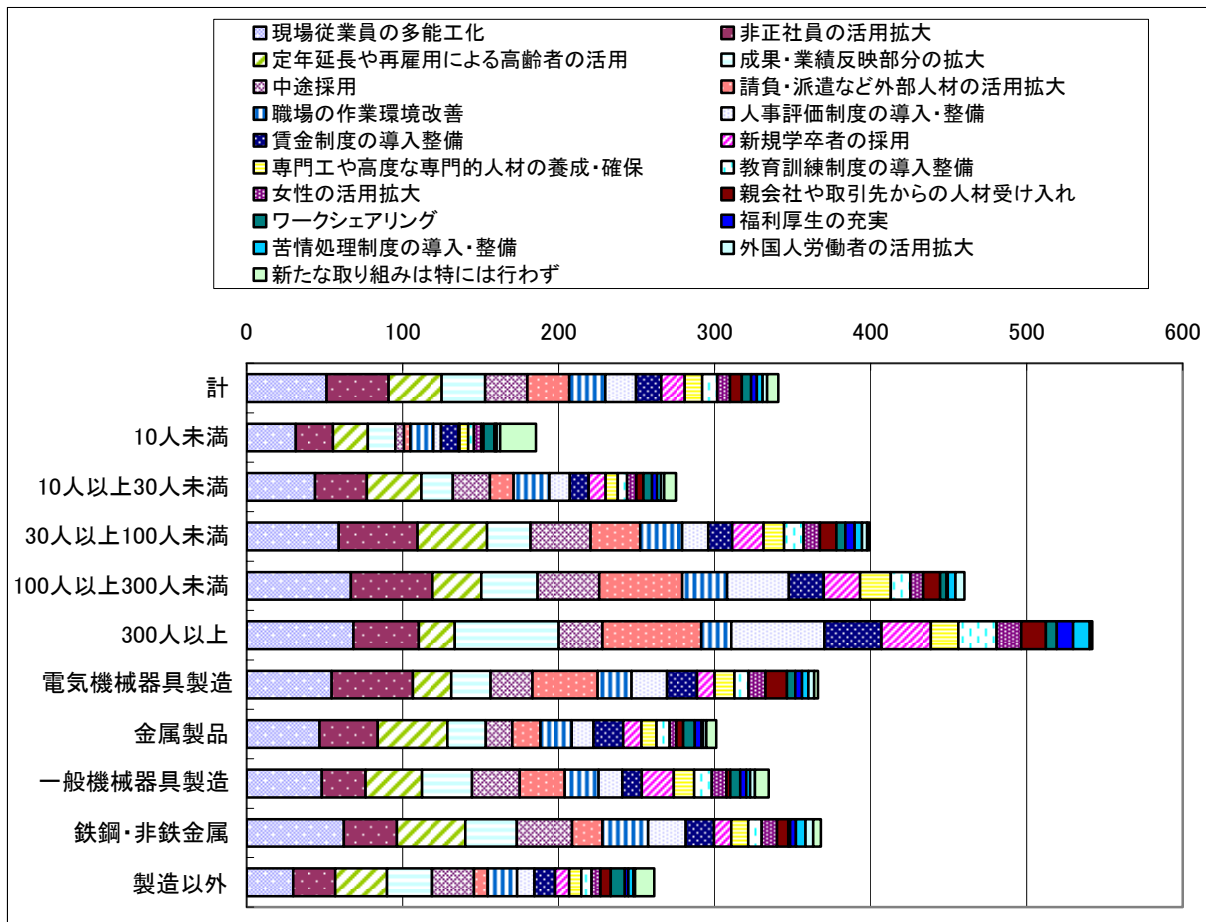 現場従業員の多能工化 非正社員の活用拡大
定年延長や再雇用による高齢者の活用 成果・業績反映部分の拡大
中途採用 請負・派遣など外部人材の活用拡大
職場の作業環境改善 人事評価制度の導入・整備
賃金制度の導入整備 新規学卒者の採用
専門工や高度な専門的人材の養成・確保 教育訓練制度の導入整備
女性の活用拡大 親会社や取引先からの人材受け入れ
ワークシェアリング 福利厚生の充実
苦情処理制度の導入・整備 外国人労働者の活用拡大
新たな取り組みは特には行わず
0 100 200 300 400 500 600
計
10人未満
10人以上30人未満
30人以上100人未満
100人以上300人未満
300人以上
電気機械器具製造
金属製品
一般機械器具製造
鉄鋼・非鉄金属
製造以外